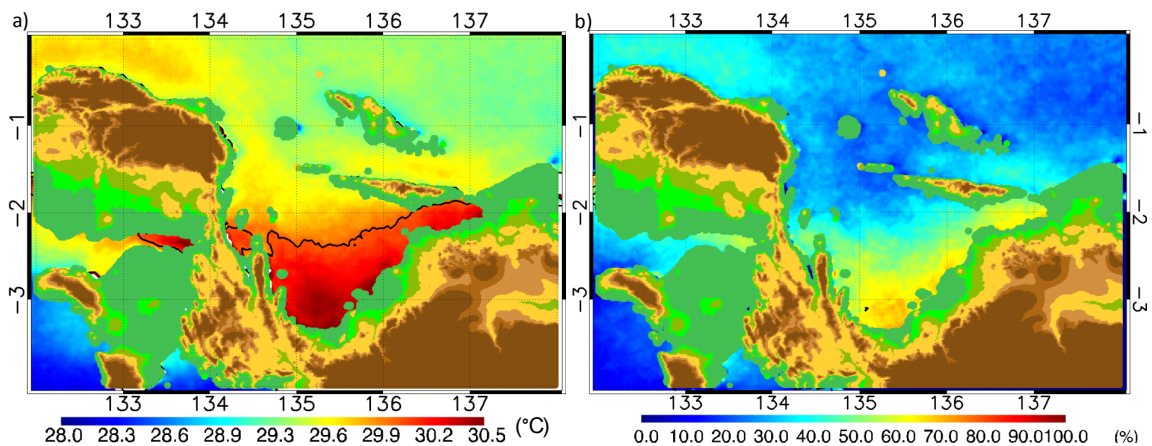 a) 133 134 135 136 137 b) 133 134 135 136 137
−1 −1
−2 −2
−3 −3
133 134 135 136 137 133 134 135 136 137
28.0 28.3 28.6 28.9 29.3 29.6 29.9 30.2 30.5 (°C) 0.0 10.0 20.0 30.0 40.0 50.0 60.0 70.0 80.0 90.0 100.0 (%)